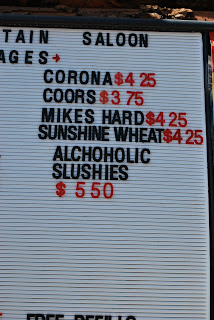 TAIN SALOON
AGES→
CORONA $4 25
COORS $3 75
MIKES HARD $4 25
SUNSHINE WHEAT $4 25
ALCHOHOLIC
SLUSHIES
$ 5 50
FREE REFILLS